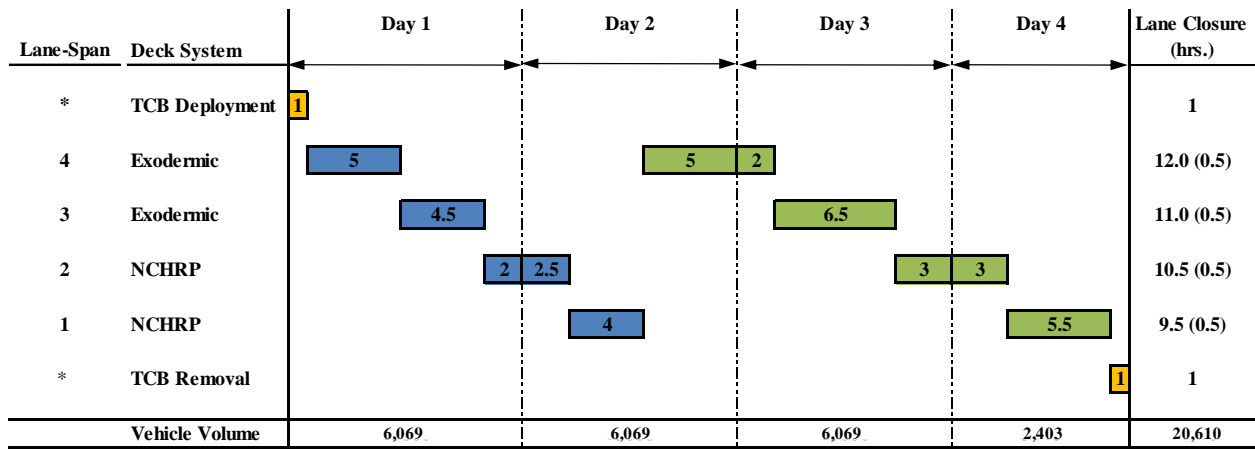 Lane-Span Deck System Day 1 Day 2 Day 3 Day 4 Lane Closure (hrs.)
* TCB Deployment 1 1
4 Exodermic 5 5 2 12.0 (0.5)
3 Exodermic 4.5 6.5 11.0 (0.5)
2 NCHRP 2 2.5 3 3 10.5 (0.5)
1 NCHRP 4 5.5 9.5 (0.5)
* TCB Removal 1 1
Vehicle Volume 6,069 6,069 6,069 2,403 20,610